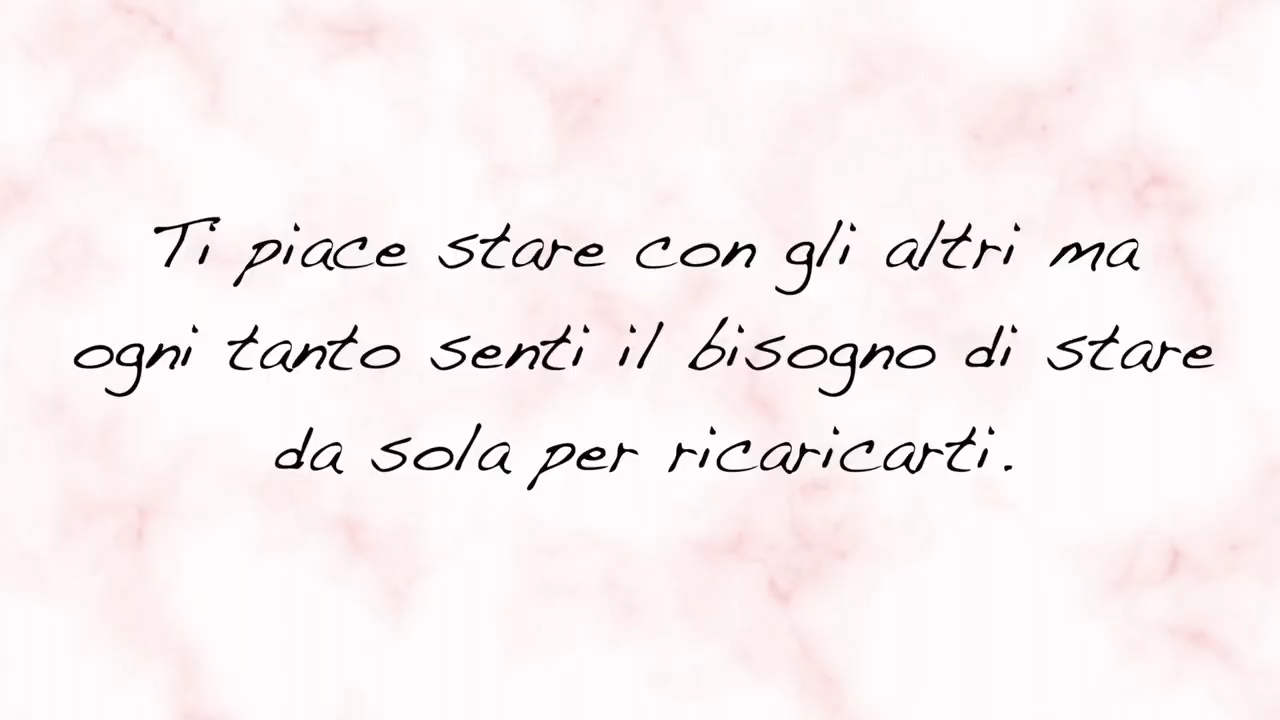 Ti piace stare con gli altri ma
ogni tanto senti il bisogno di stare
da sola per ricaricarti.